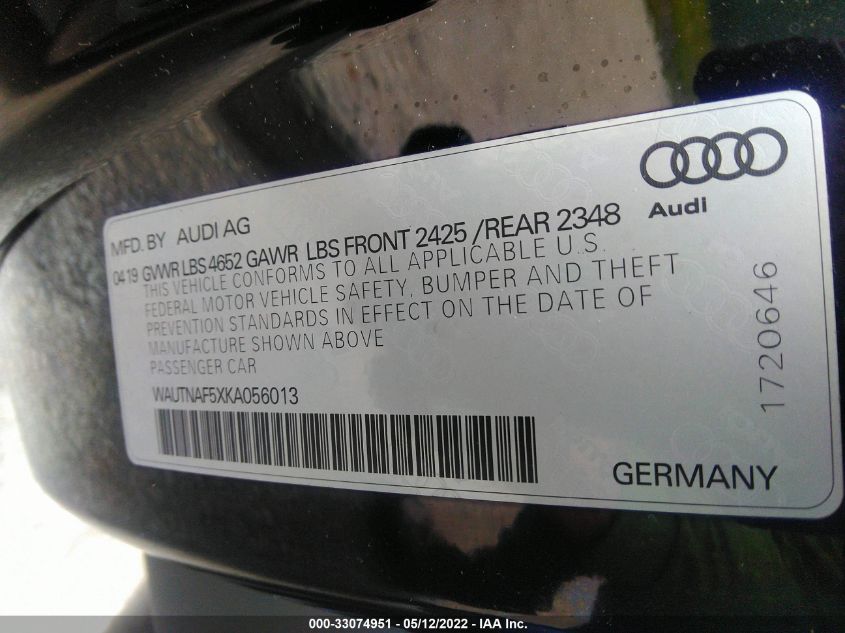 Audi
MFD. BY AUDI AG
04 19 GVWR LBS 4652 GAWR LBS FRONT 2425 /REAR 2348
THIS VEHICLE CONFORMS TO ALL APPLICABLE U.S.
FEDERAL MOTOR VEHICLE SAFETY, BUMPER AND THEFT
PREVENTION STANDARDS IN EFFECT ON THE DATE OF
MANUFACTURE SHOWN ABOVE
PASSENGER CAR
WAUTNAF5XKA056013
1720646
GERMANY
000-33074951 - 05/12/2022 - IAA Inc.